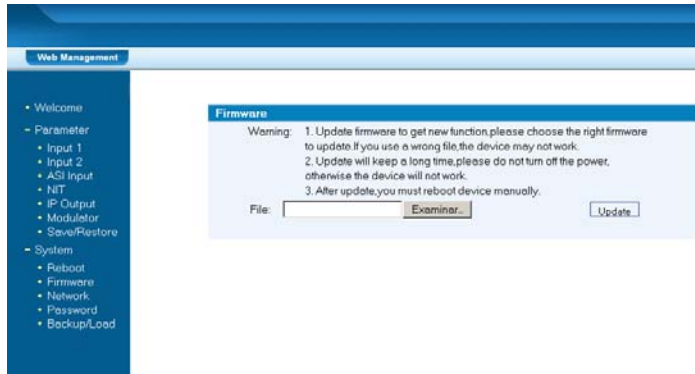 Web Management
• Welcome
- Parameter
• Input 1
• Input 2
• ASI Input
• NIT
• IP Output
• Modulator
• Save/Restore
- System
• Reboot
• Firmware
• Network
• Password
• Backup/Load
Firmware
Warning: 1. Update firmware to get new function,please choose the right firmware
to update.If you use a wrong file,the device may not work.
2. Update will keep a long time,please do not turn off the power,
otherwise the device will not work.
3. After update,you must reboot device manually.
File: Examinar... Update